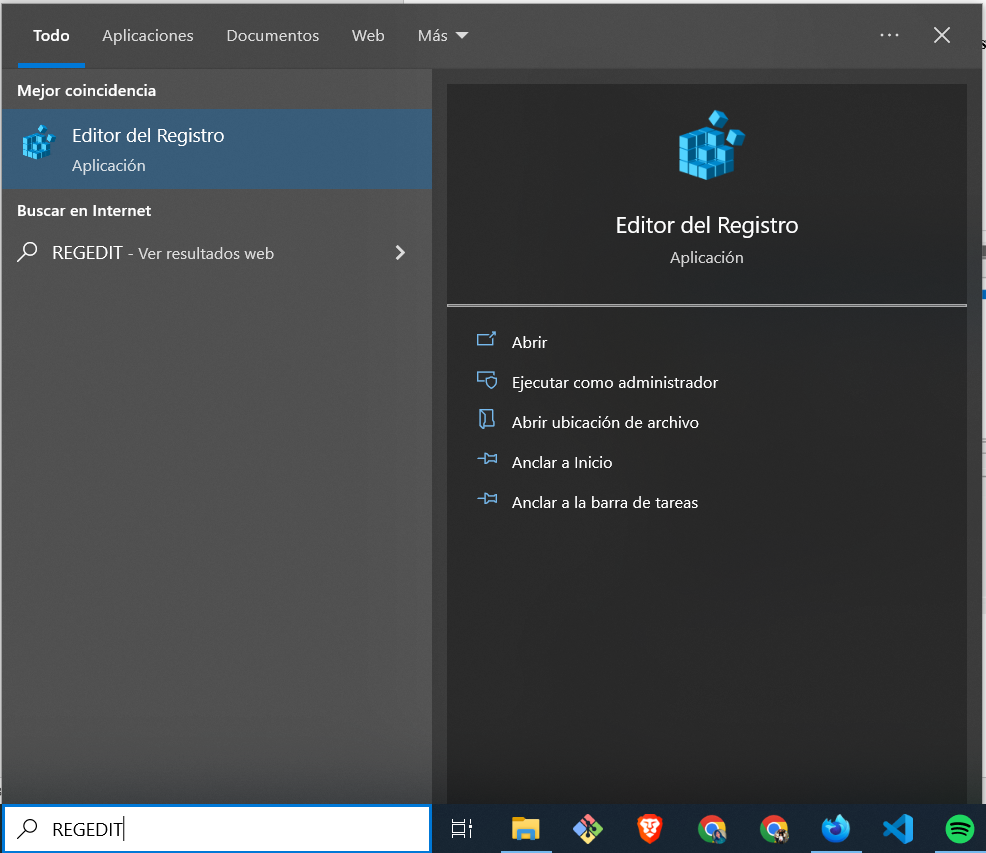 Todo Aplicaciones Documentos Web Más
Mejor coincidencia
Editor del Registro
Aplicación
Buscar en Internet
REGEDIT - Ver resultados web
Editor del Registro
Aplicación
Abrir
Ejecutar como administrador
Abrir ubicación de archivo
Anclar a Inicio
Anclar a la barra de tareas
REGEDIT